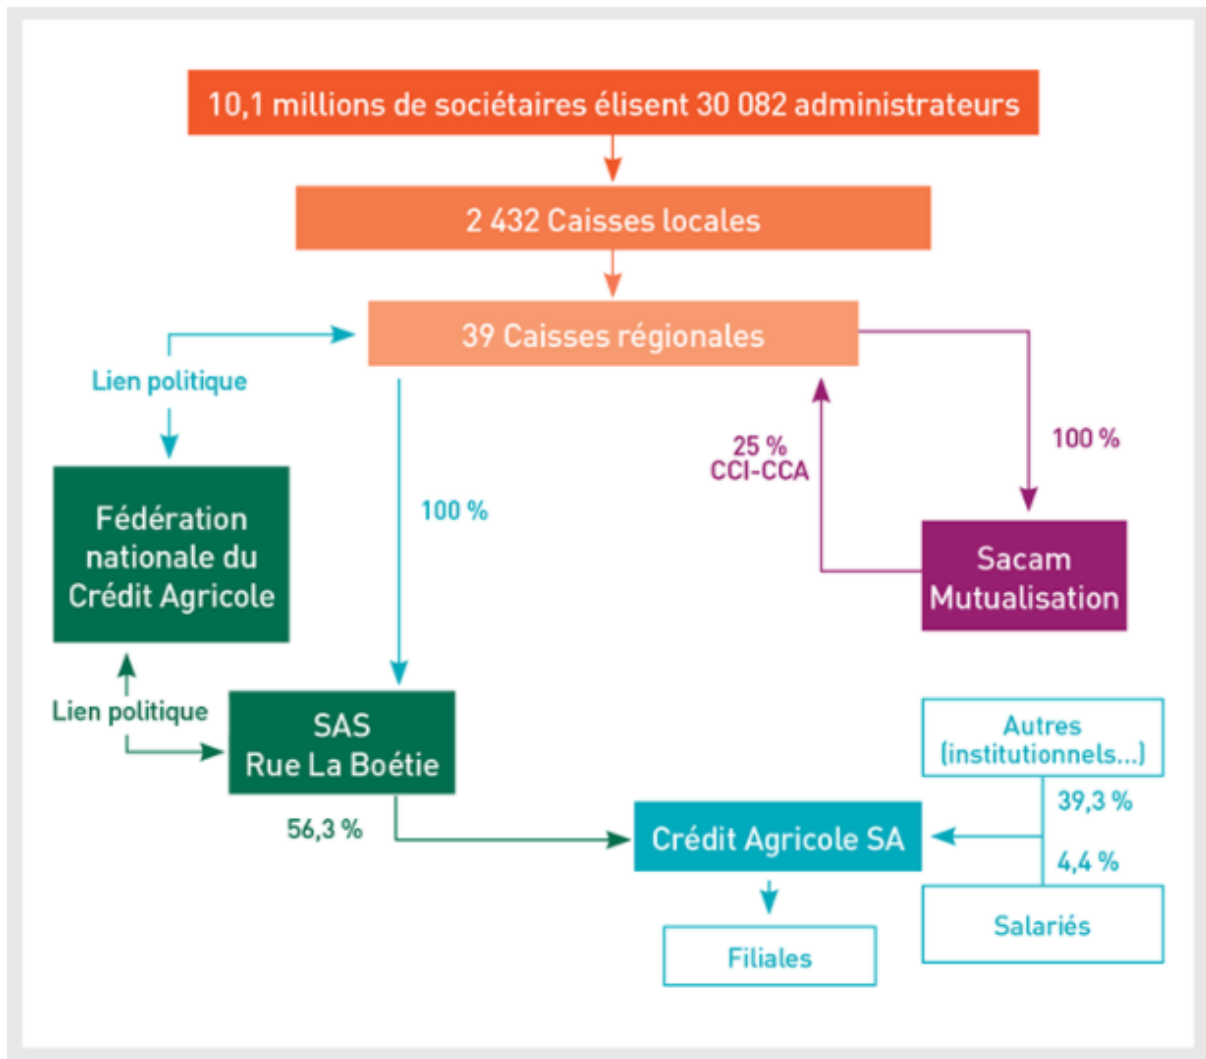 10,1 millions de sociétaires élisent 30 082 administrateurs
2 432 Caisses locales
39 Caisses régionales
Lien politique
25 %
CCI-CCA
100 %
100 %
Fédération
nationale du
Crédit Agricole
Sacam
Mutualisation
Lien politique
SAS
Rue La Boétie
56,3 %
Autres
(institutionnels...)
39,3 %
Crédit Agricole SA
4,4 %
Salariés
Filiales